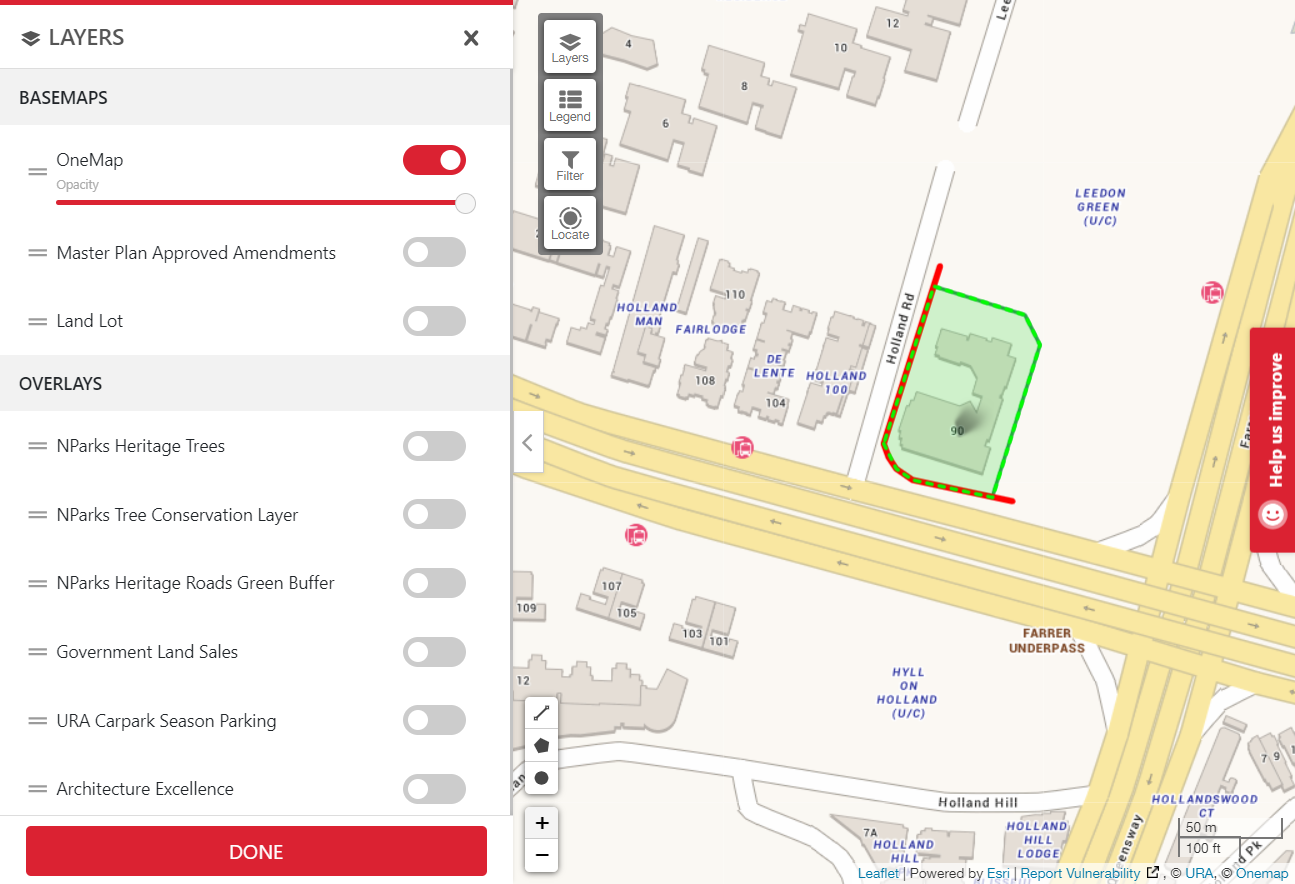 LAYERS
BASEMAPS
OneMap
Opacity
Master Plan Approved Amendments
Land Lot
OVERLAYS
NParks Heritage Trees
NParks Tree Conservation Layer
NParks Heritage Roads Green Buffer
Government Land Sales
URA Carpark Season Parking
Architecture Excellence
DONE
Layers
Legend
Filter
Locate
4
6
8
10
12
LEEDON
GREEN
(U/C)
Holland Rd
110
HOLLAND
MAN
FAIRLODGE
DE
LENTE
HOLLAND
100
108
104
90
Help us improve
107
105
109
103
101
12
FARRER
UNDERPASS
HYLL
ON
HOLLAND
(U/C)
Holland Hill
HOLLANDSWOOD
CT
7
9
7A
HOLLAND
HILL
HOLLAND
HILL
LODGE
50 m
100 ft
+
−
Leaflet | Powered by Esri | Report Vulnerability , © URA, © Onemap